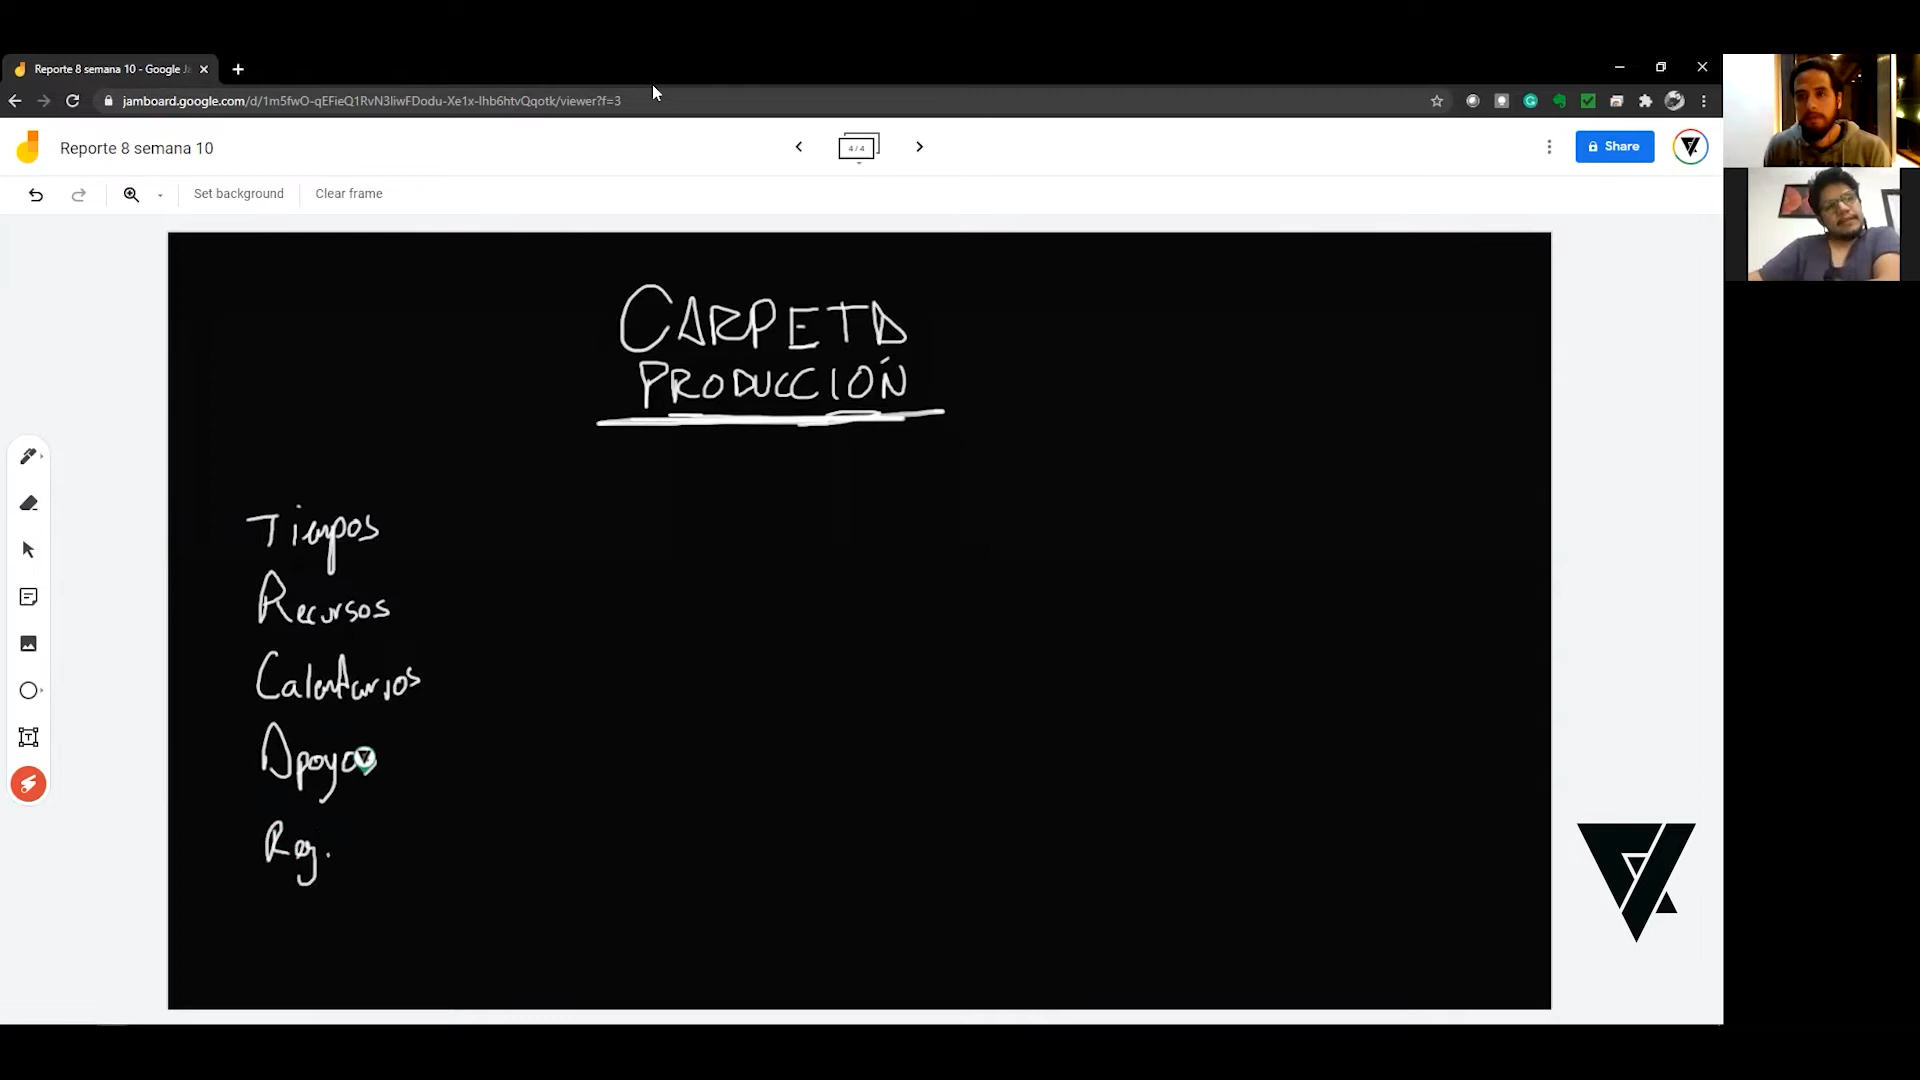 Reporte 8 semana 10 - Google Ja
jamboard.google.com/d/1m5fwO-qEFieQ1RvN3liwFDodu-Xe1x-Ihb6htvQqotk/viewer?f=3
Reporte 8 semana 10
4 / 4
Share
Set background
Clear frame
CARPETA
PRODUCCIÓN
Tiempos
Recursos
Calendarios
Apoyos